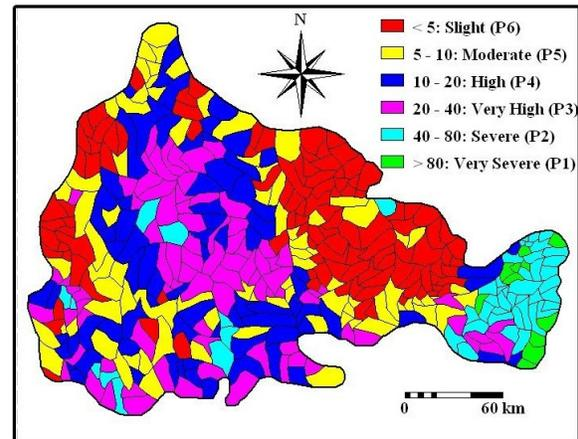 N
< 5: Slight (P6)
5 - 10: Moderate (P5)
10 - 20: High (P4)
20 - 40: Very High (P3)
40 - 80: Severe (P2)
> 80: Very Severe (P1)
0 60 km